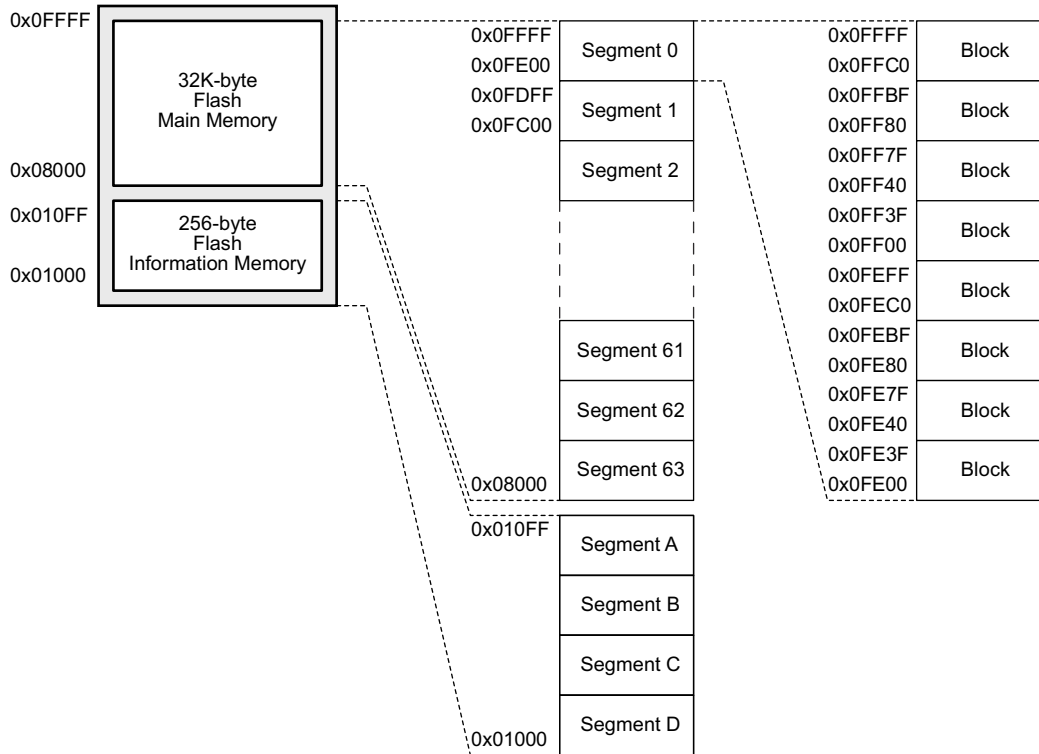 0x0FFFF
32K-byte
Flash
Main Memory
0x08000
0x010FF
256-byte
Flash
Information Memory
0x01000
0x0FFFF
Segment 0
0x0FE00
0x0FDFF
Segment 1
0x0FC00
Segment 2
Segment 61
Segment 62
Segment 63
0x08000
0x010FF
Segment A
Segment B
Segment C
Segment D
0x01000
0x0FFFF
Block
0x0FFC0
0x0FFBF
Block
0x0FF80
0x0FF7F
Block
0x0FF40
0x0FF3F
Block
0x0FF00
0x0FEFF
Block
0x0FEC0
0x0FEBF
Block
0x0FE80
0x0FE7F
Block
0x0FE40
0x0FE3F
Block
0x0FE00